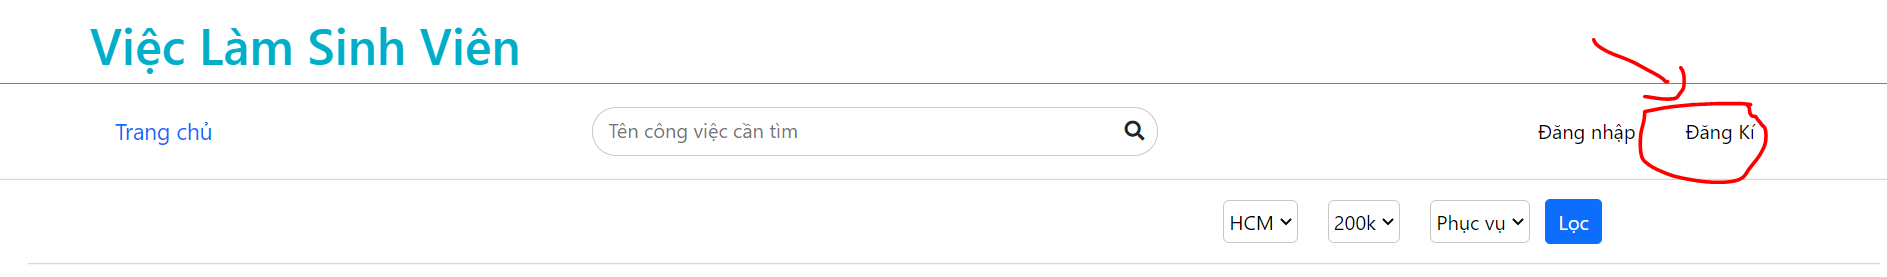 Việc Làm Sinh Viên
Trang chủ Tên công việc cần tìm Đăng nhập Đăng Kí
HCM 200k Phục vụ Lọc